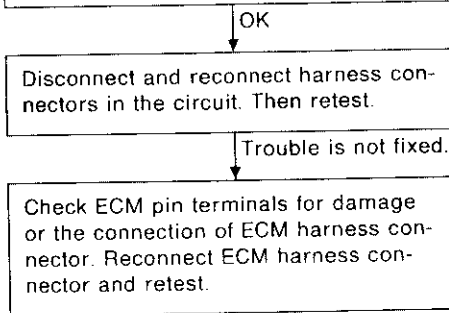 OK
Disconnect and reconnect harness con-
nectors in the circuit. Then retest.
Trouble is not fixed.
Check ECM pin terminals for damage
or the connection of ECM harness con-
nector. Reconnect ECM harness con-
nector and retest.